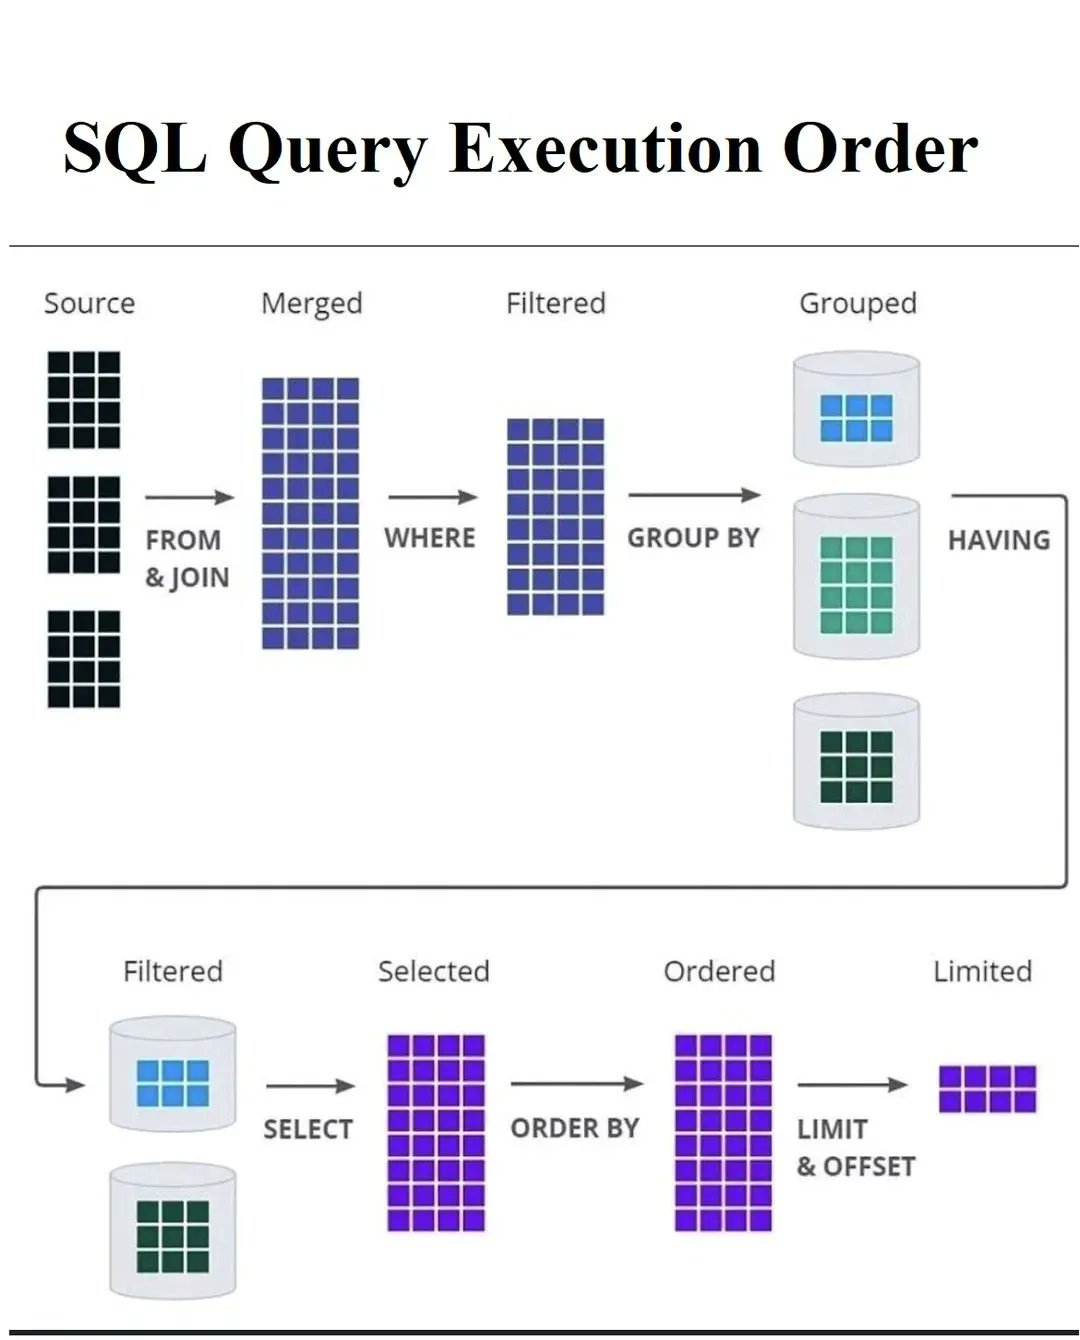 SQL Query Execution Order
Source
Merged
Filtered
Grouped
FROM
& JOIN
WHERE
GROUP BY
HAVING
Filtered
Selected
Ordered
Limited
SELECT
ORDER BY
LIMIT
& OFFSET